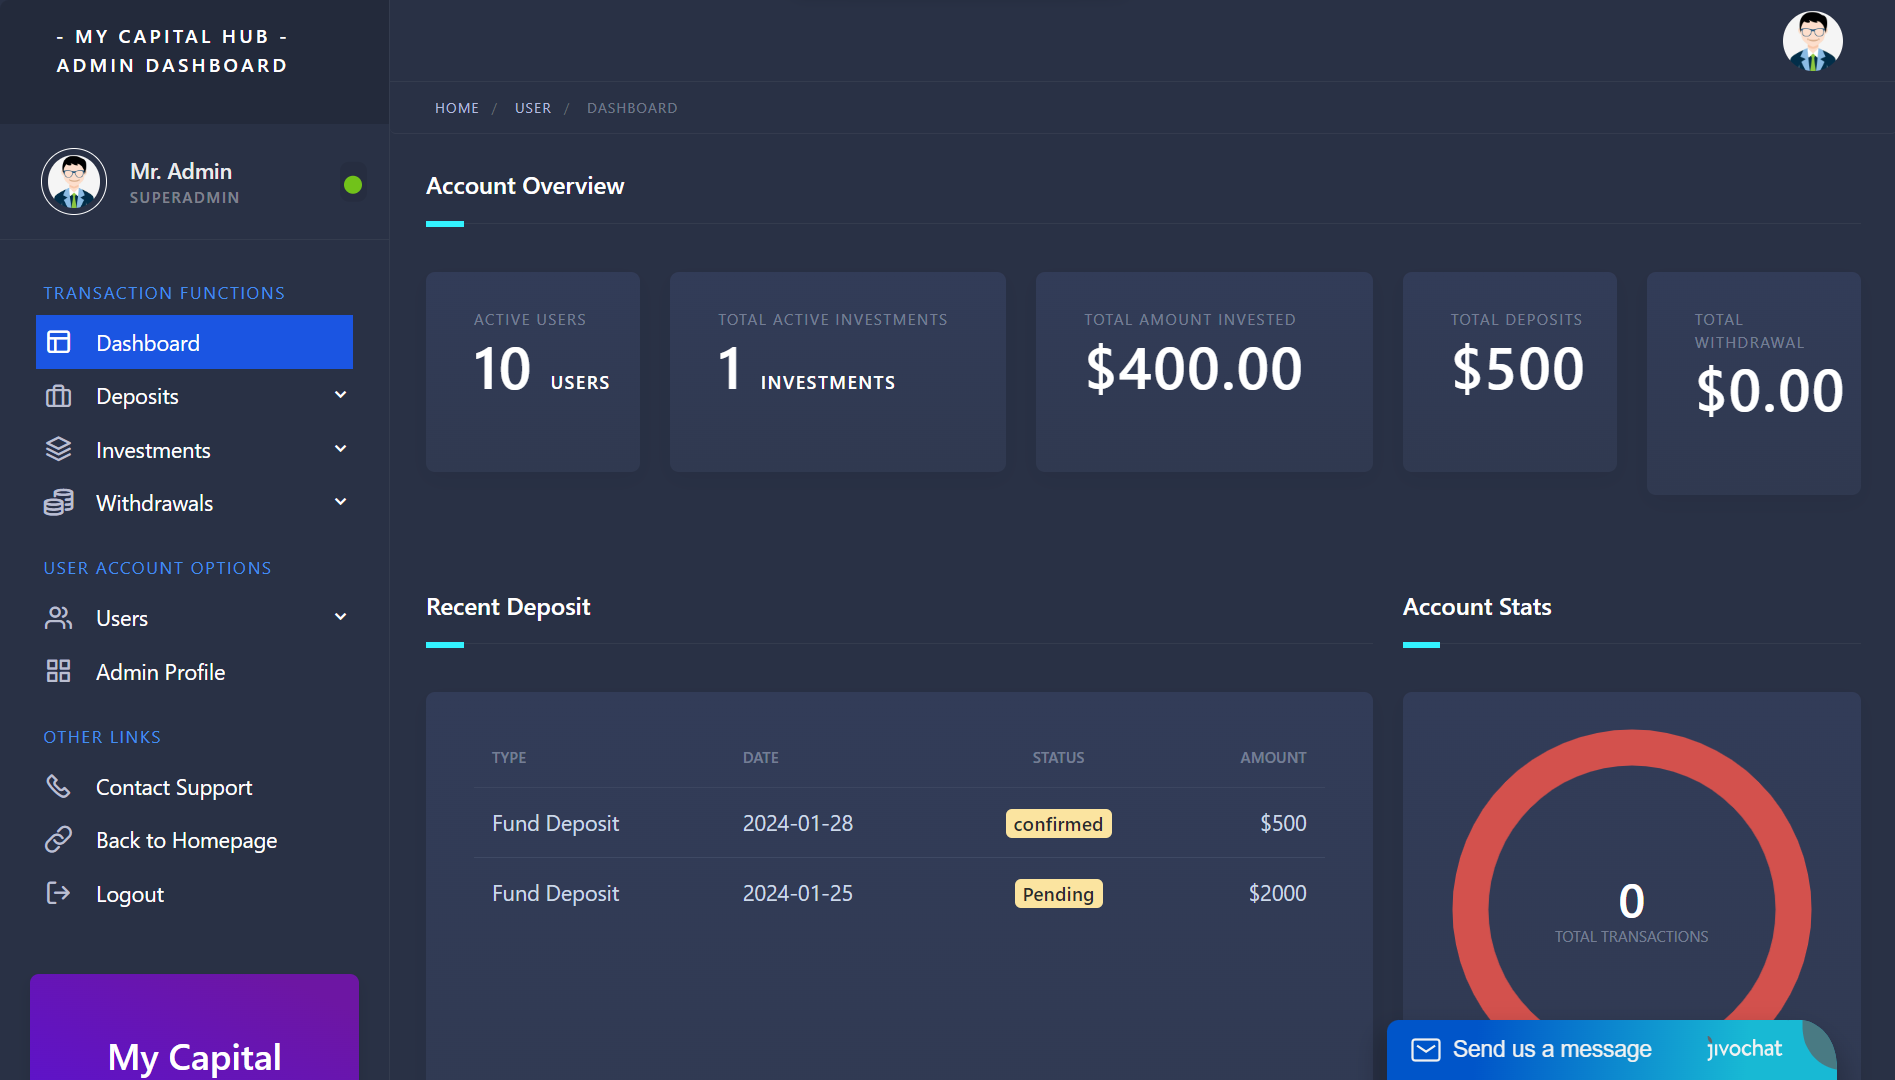 - MY CAPITAL HUB -
ADMIN DASHBOARD
Mr. Admin
SUPERADMIN
TRANSACTION FUNCTIONS
Dashboard
Deposits
Investments
Withdrawals
USER ACCOUNT OPTIONS
Users
Admin Profile
OTHER LINKS
Contact Support
Back to Homepage
Logout
My Capital
HOME / USER / DASHBOARD
Account Overview
ACTIVE USERS
10 USERS
TOTAL ACTIVE INVESTMENTS
1 INVESTMENTS
TOTAL AMOUNT INVESTED
$400.00
TOTAL DEPOSITS
$500
TOTAL
WITHDRAWAL
$0.00
Recent Deposit
TYPE DATE STATUS AMOUNT
Fund Deposit 2024-01-28 confirmed $500
Fund Deposit 2024-01-25 Pending $2000
Account Stats
0
TOTAL TRANSACTIONS
Send us a message jivochat